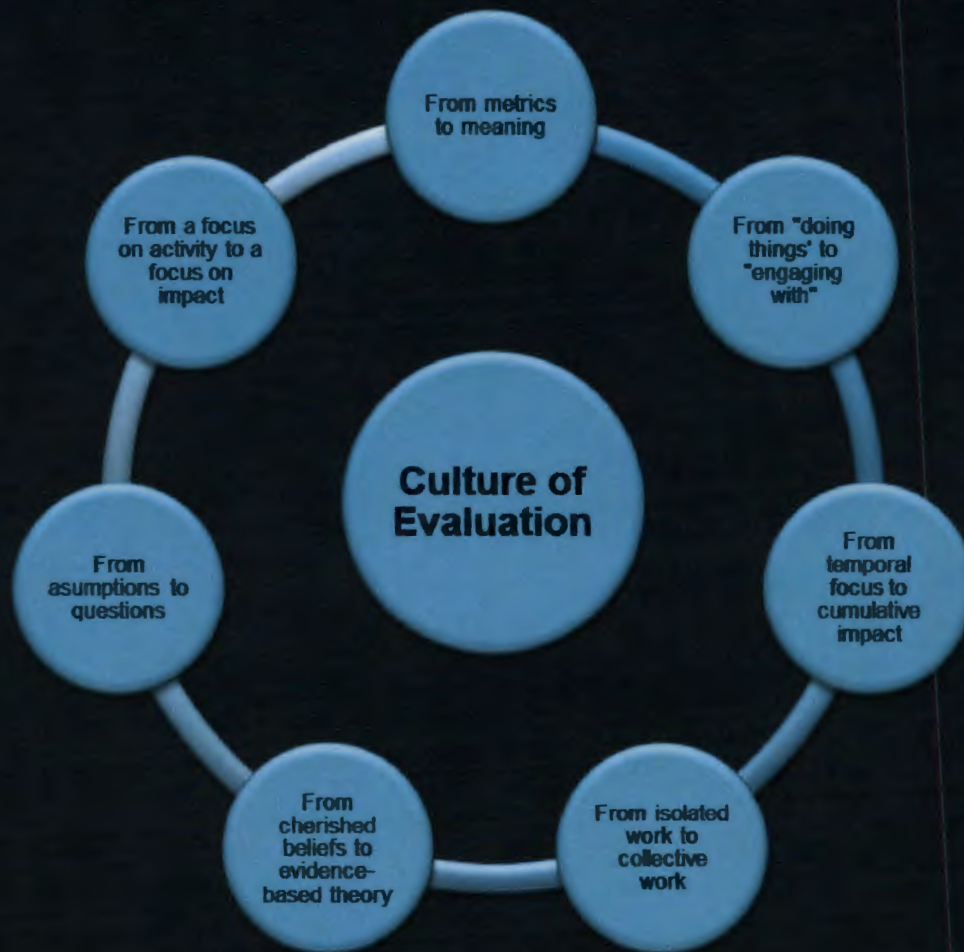 From metrics
to meaning
From "doing
things' to
"engaging
with"
From
temporal
focus to
cumulative
impact
From isolated
work to
collective
work
From
cherished
beliefs to
evidence-
based theory
From
asumptions to
questions
From a focus
on activity to a
focus on
impact
Culture of
Evaluation